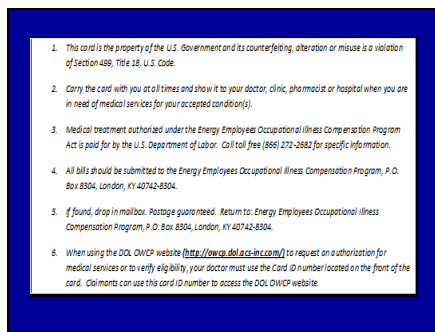 1. This card is the property of the U.S. Government and its counterfeiting, alteration or misuse is a violation
of Section 499, Title 18, U.S. Code.
2. Carry the card with you at all times and show it to your doctor, clinic, pharmacist or hospital when you are
in need of medical services for your accepted condition(s).
3. Medical treatment authorized under the Energy Employees Occupational Illness Compensation Program
Act is paid for by the U.S. Department of Labor. Call toll free (866) 272-2682 for specific information.
4. All bills should be submitted to the Energy Employees Occupational Illness Compensation Program, P.O.
Box 8304, London, KY 40742-8304.
5. If found, drop in mailbox. Postage guaranteed. Return to: Energy Employees Occupational Illness
Compensation Program, P.O. Box 8304, London, KY 40742-8304.
6. When using the DOL OWCP website (http://owcp.dol.acs-inc.com/) to request an authorization for
medical services or to verify eligibility, your doctor must use the Card ID number located on the front of the
card. Claimants can use this card ID number to access the DOL OWCP website.